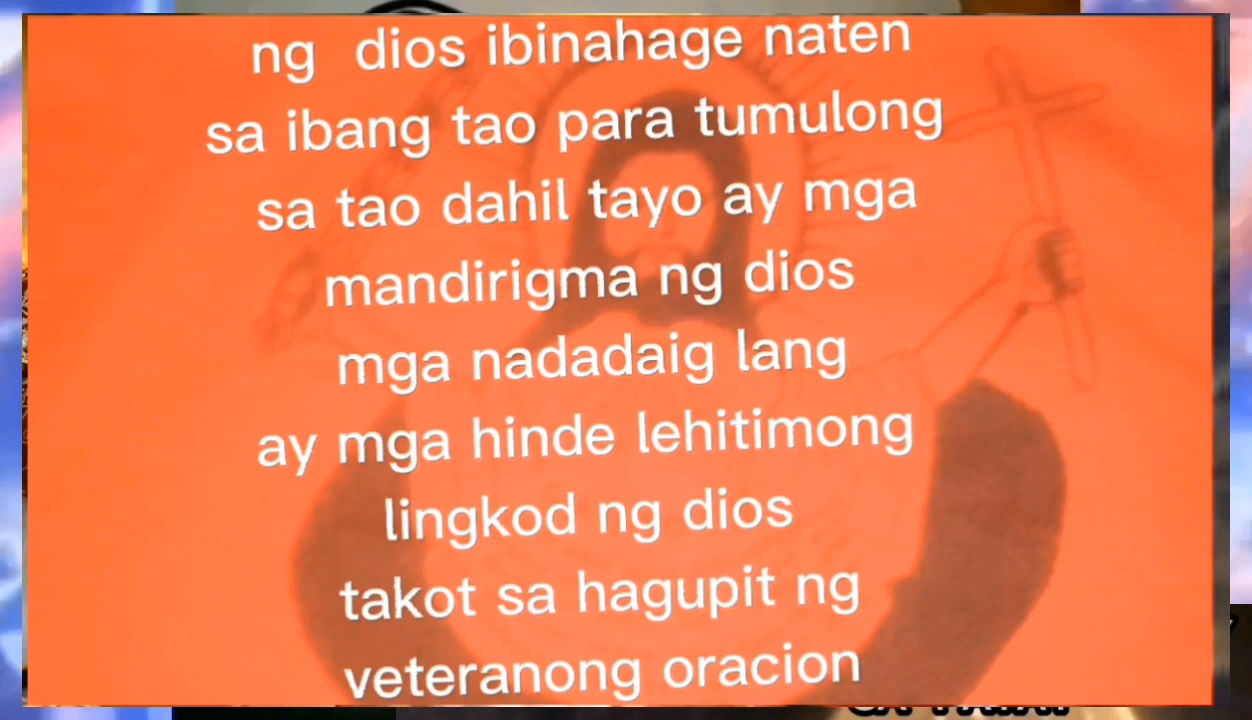 ng dios ibinahage naten
sa ibang tao para tumulong
sa tao dahil tayo ay mga
mandirigma ng dios
mga nadadaig lang
ay mga hinde lehitimong
lingkod ng dios
takot sa hagupit ng
veteranong oracion